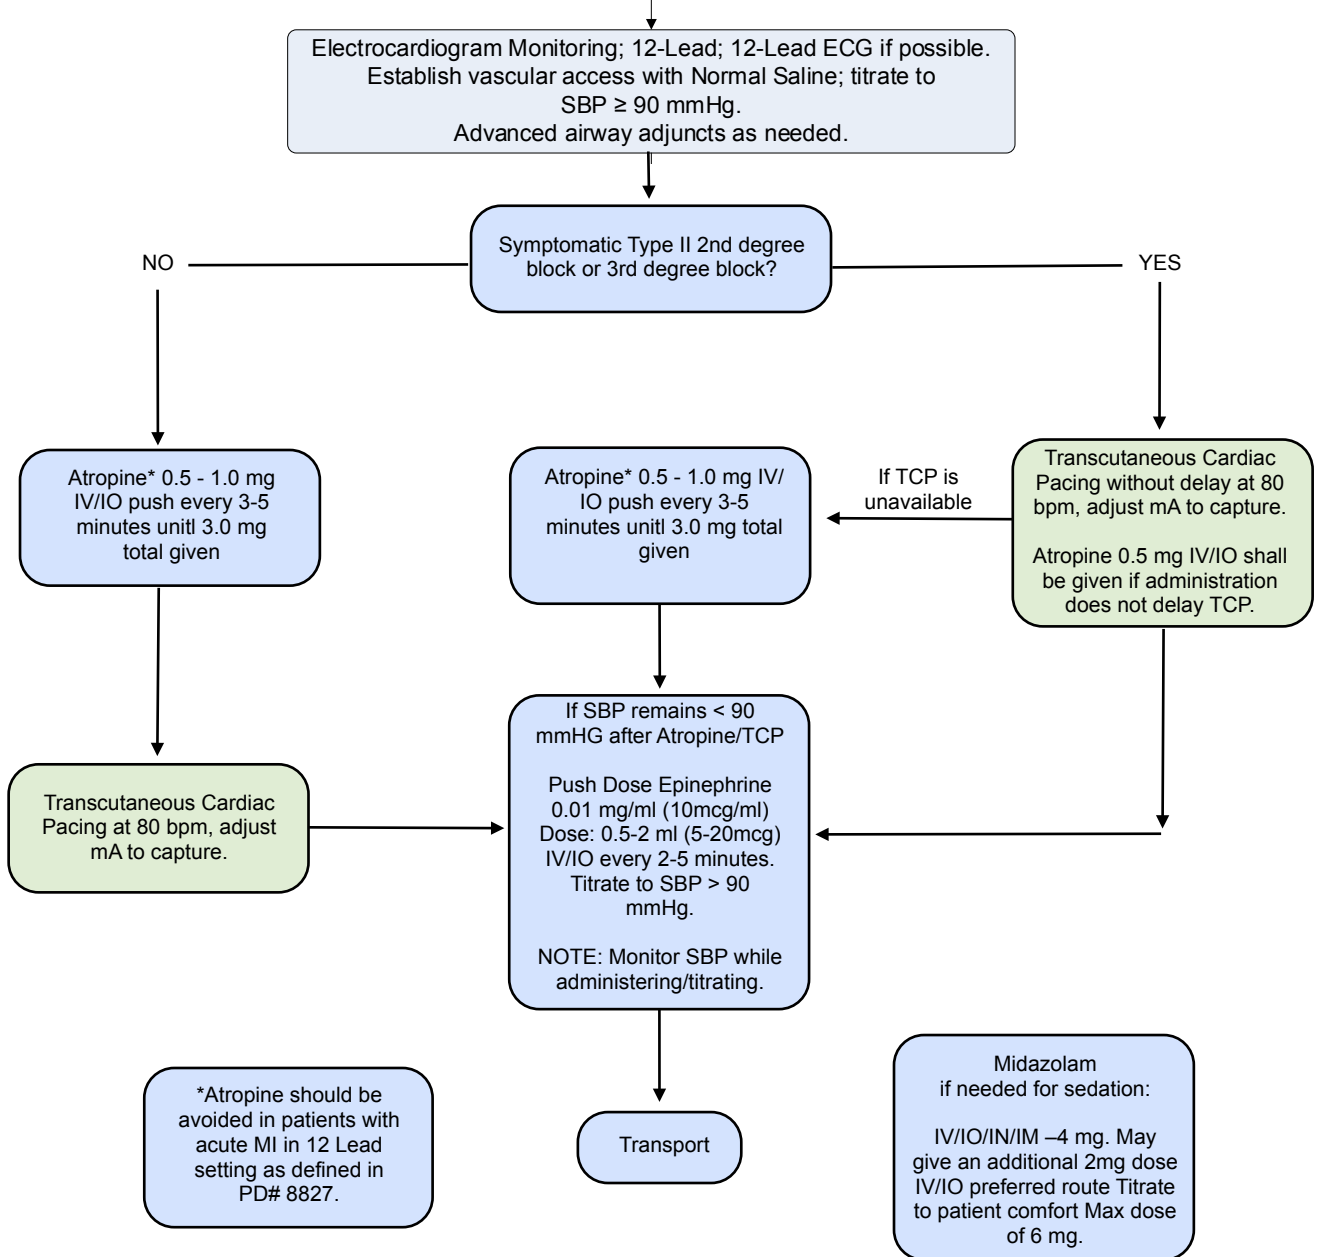 Electrocardiogram Monitoring; 12-Lead; 12-Lead ECG if possible.
Establish vascular access with Normal Saline; titrate to
SBP ≥ 90 mmHg.
Advanced airway adjuncts as needed.
Symptomatic Type II 2nd degree
block or 3rd degree block?
NO
YES
Atropine* 0.5 - 1.0 mg
IV/IO push every 3-5
minutes unitl 3.0 mg
total given
Atropine* 0.5 - 1.0 mg IV/
IO push every 3-5
minutes unitl 3.0 mg total
given
If TCP is
unavailable
Transcutaneous Cardiac
Pacing without delay at 80
bpm, adjust mA to capture.
Atropine 0.5 mg IV/IO shall
be given if administration
does not delay TCP.
Transcutaneous Cardiac
Pacing at 80 bpm, adjust
mA to capture.
If SBP remains < 90
mmHG after Atropine/TCP
Push Dose Epinephrine
0.01 mg/ml (10mcg/ml)
Dose: 0.5-2 ml (5-20mcg)
IV/IO every 2-5 minutes.
Titrate to SBP > 90
mmHg.
NOTE: Monitor SBP while
administering/titrating.
*Atropine should be
avoided in patients with
acute MI in 12 Lead
setting as defined in
PD# 8827.
Transport
Midazolam
if needed for sedation:
IV/IO/IN/IM –4 mg. May
give an additional 2mg dose
IV/IO preferred route Titrate
to patient comfort Max dose
of 6 mg.